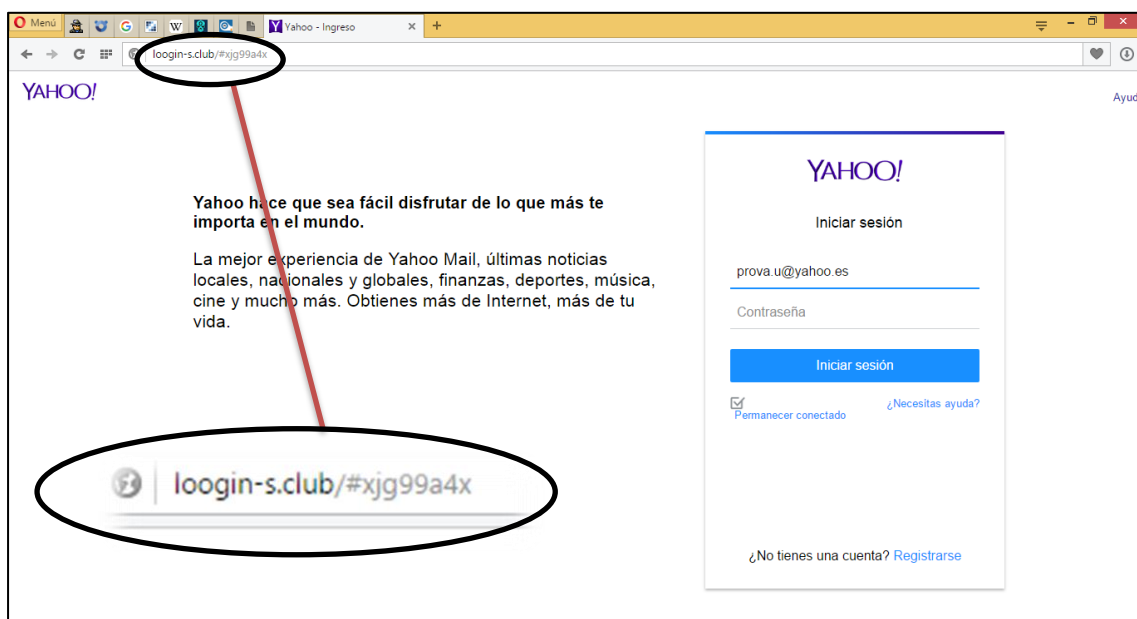 Menú
Yahoo - Ingreso
loogin-s.club/#xjg99a4x
YAHOO!
Ayud
YAHOO!
Yahoo hace que sea fácil disfrutar de lo que más te
importa en el mundo.
Iniciar sesión
La mejor experiencia de Yahoo Mail, últimas noticias
locales, nacionales y globales, finanzas, deportes, música,
cine y mucho más. Obtienes más de Internet, más de tu
vida.
prova.u@yahoo.es
Contraseña
Iniciar sesión
Permanecer conectado
¿Necesitas ayuda?
loogin-s.club/#xjg99a4x
¿No tienes una cuenta? Registrarse